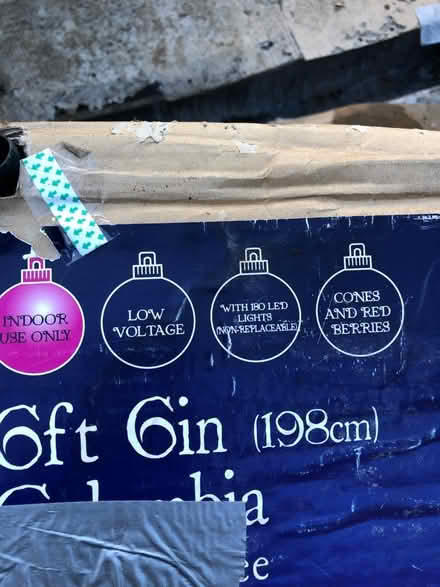 INDOOR
USE ONLY
LOW
VOLTAGE
WITH 180 LED
LIGHTS
(NON-REPLACEABLE)
CONES
AND RED
BERRIES
6ft 6in (198cm)